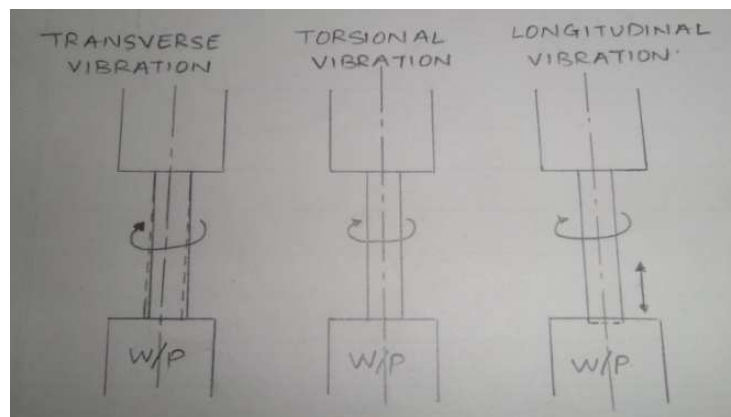 TRANSVERSE
VIBRATION
TORSIONAL
VIBRATION
LONGITUDINAL
VIBRATION.
W/P
W/P
W/P